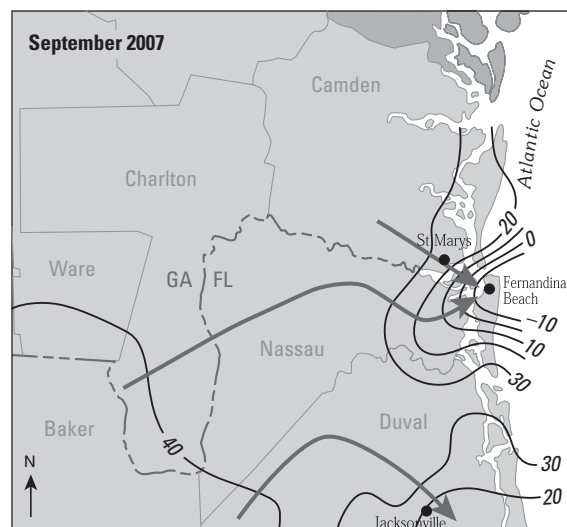 September 2007
Camden
Atlantic Ocean
Charlton
20
St Marys
0
Ware
GA
FL
Fernandina
Beach
-10
Nassau
10
30
Duval
Baker
40
30
N
20
Jacksonville